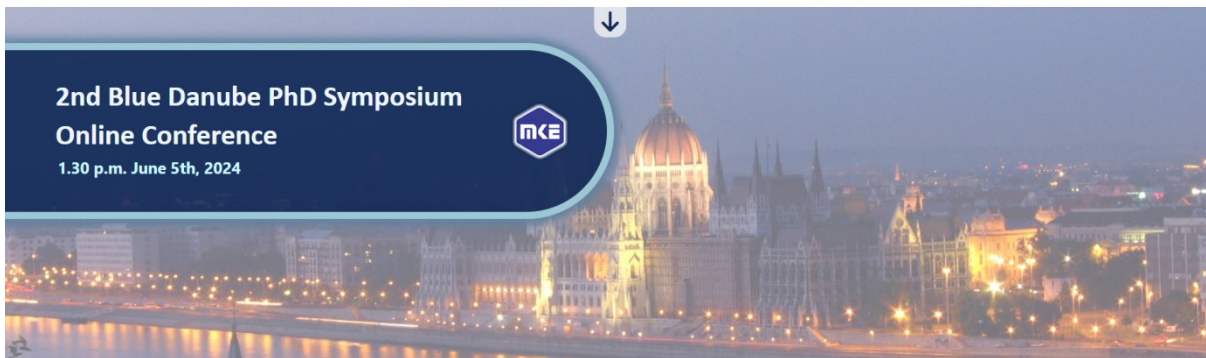 2nd Blue Danube PhD Symposium
Online Conference
1.30 p.m. June 5th, 2024
MKE